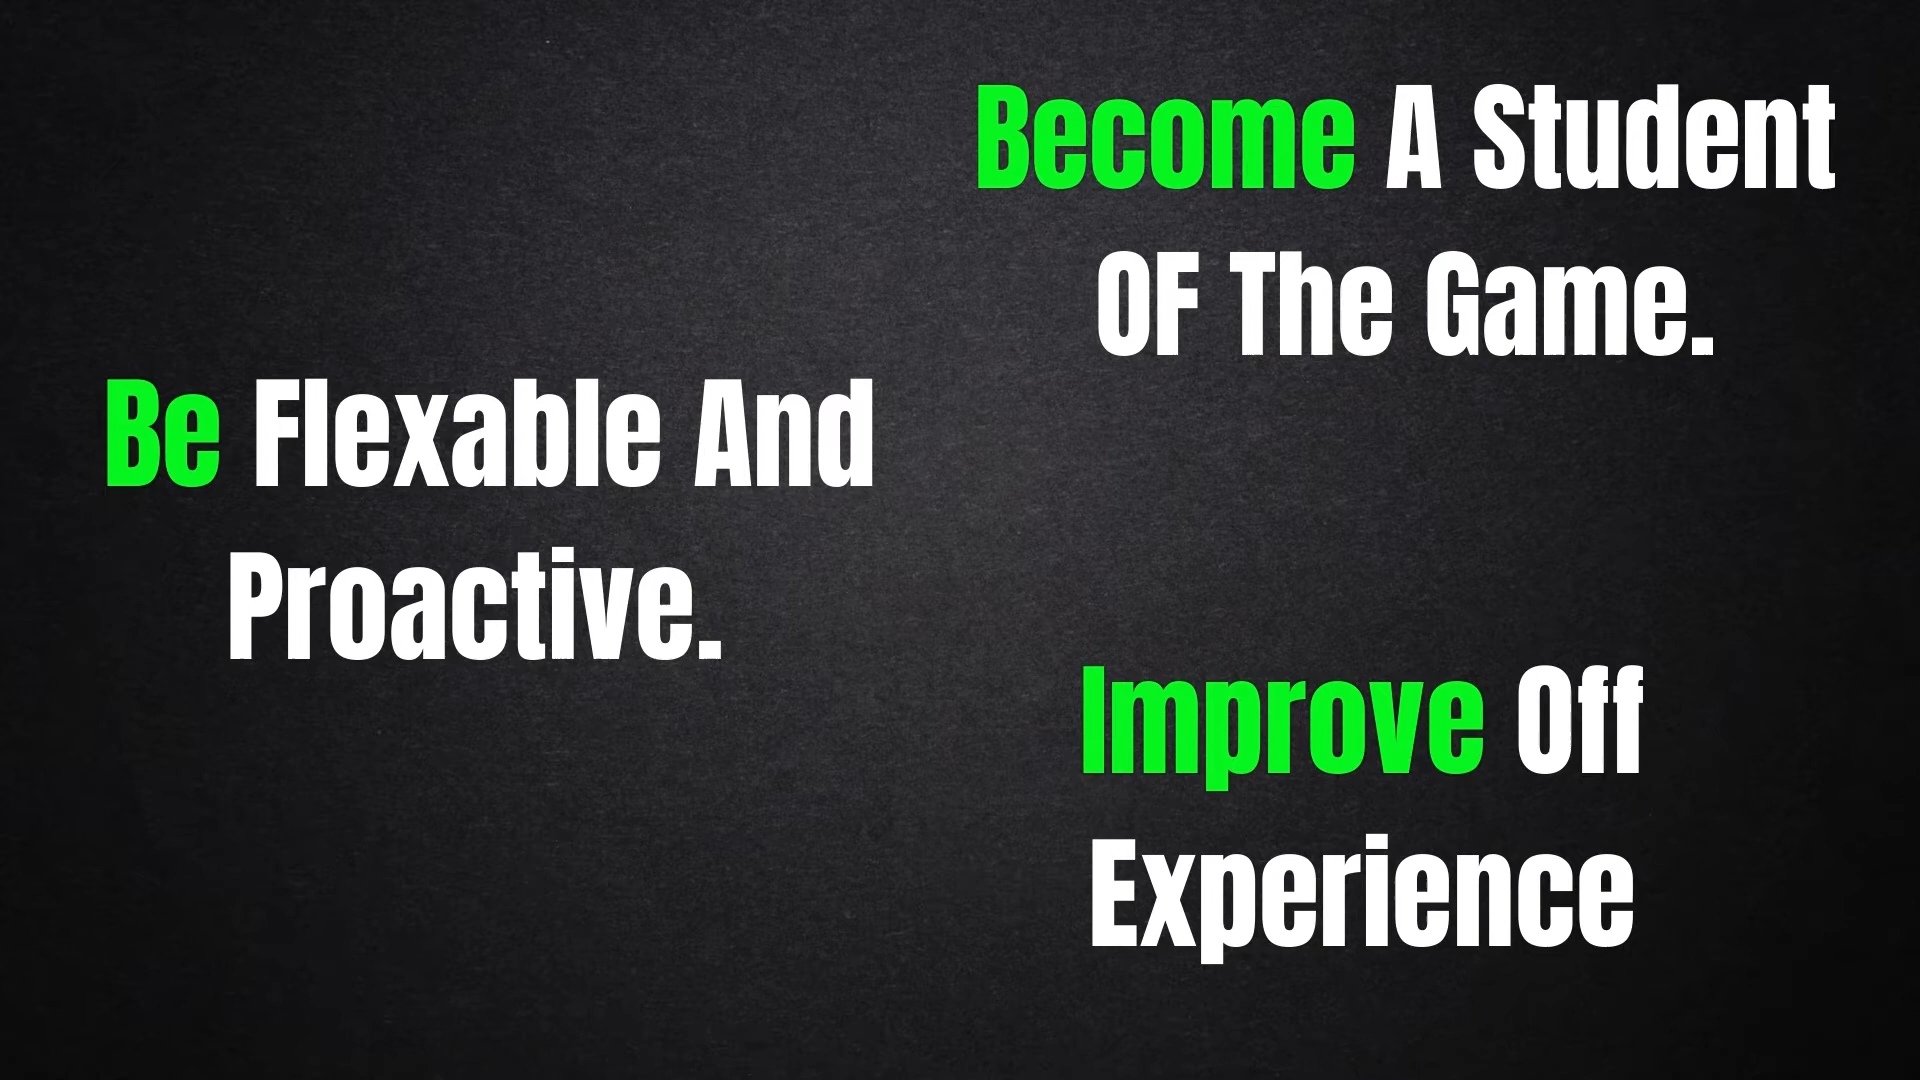 Become A Student
OF The Game.
Be Flexable And
Proactive.
Improve Off
Experience